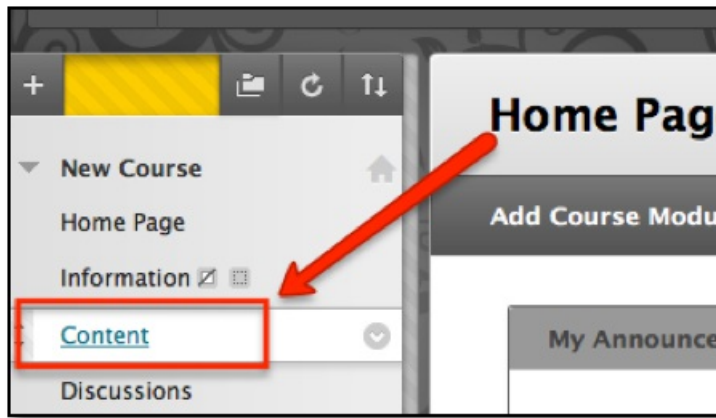 New Course
Home Page
Information
Content
Discussions
Home Pag
Add Course Modu
My Announce